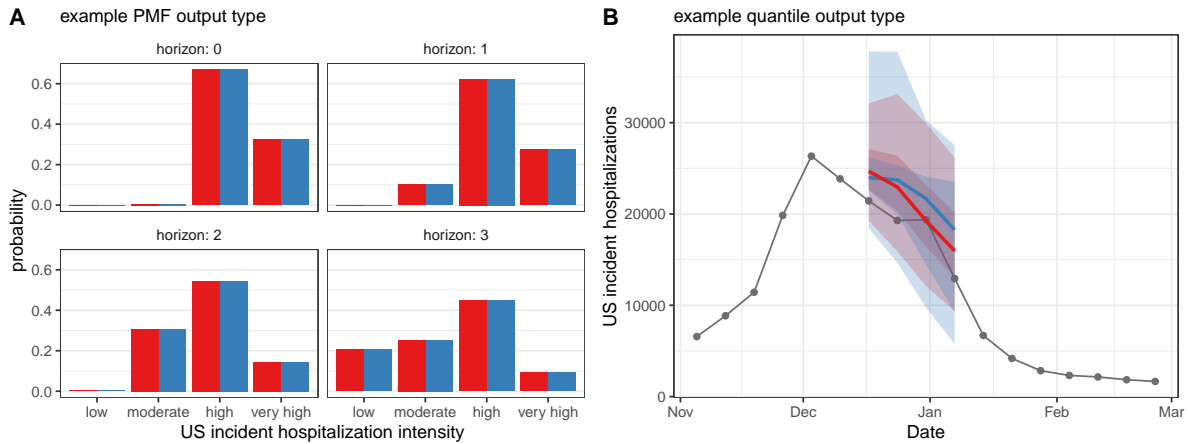 A example PMF output type
horizon: 0 horizon: 1
0.6
0.4
0.2
0.0
horizon: 2 horizon: 3
0.6
0.4
0.2
0.0
probability
low moderate high very high low moderate high very high
US incident hospitalization intensity
B example quantile output type
30000
20000
10000
0
US incident hospitalizations
Nov Dec Jan Feb Mar
Date